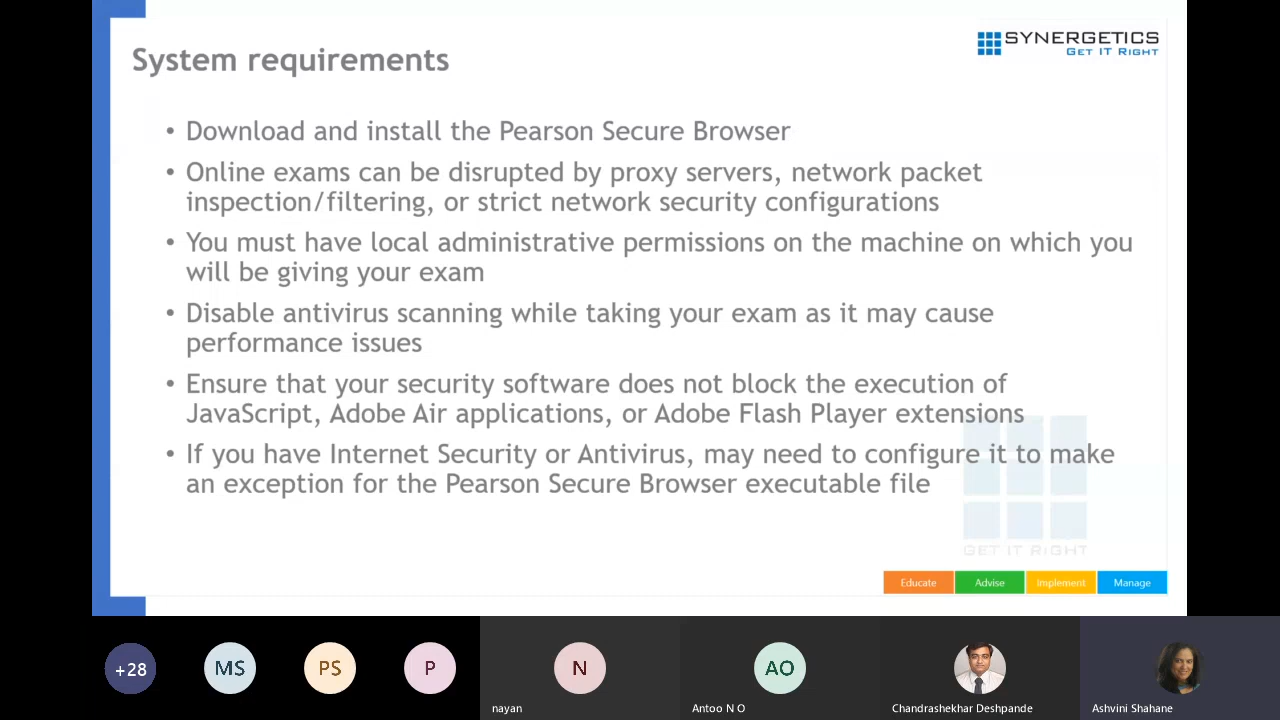 System requirements
SYNERGETICS
GET IT RIGHT
• Download and install the Pearson Secure Browser
• Online exams can be disrupted by proxy servers, network packet
inspection/filtering, or strict network security configurations
• You must have local administrative permissions on the machine on which you
will be giving your exam
• Disable antivirus scanning while taking your exam as it may cause
performance issues
• Ensure that your security software does not block the execution of
JavaScript, Adobe Air applications, or Adobe Flash Player extensions
• If you have Internet Security or Antivirus, may need to configure it to make
an exception for the Pearson Secure Browser executable file
GET IT RIGHT
Educate Advise Implement Manage
+28 MS PS P N AO
nayan Antoo N O Chandrashekhar Deshpande Ashvini Shahane